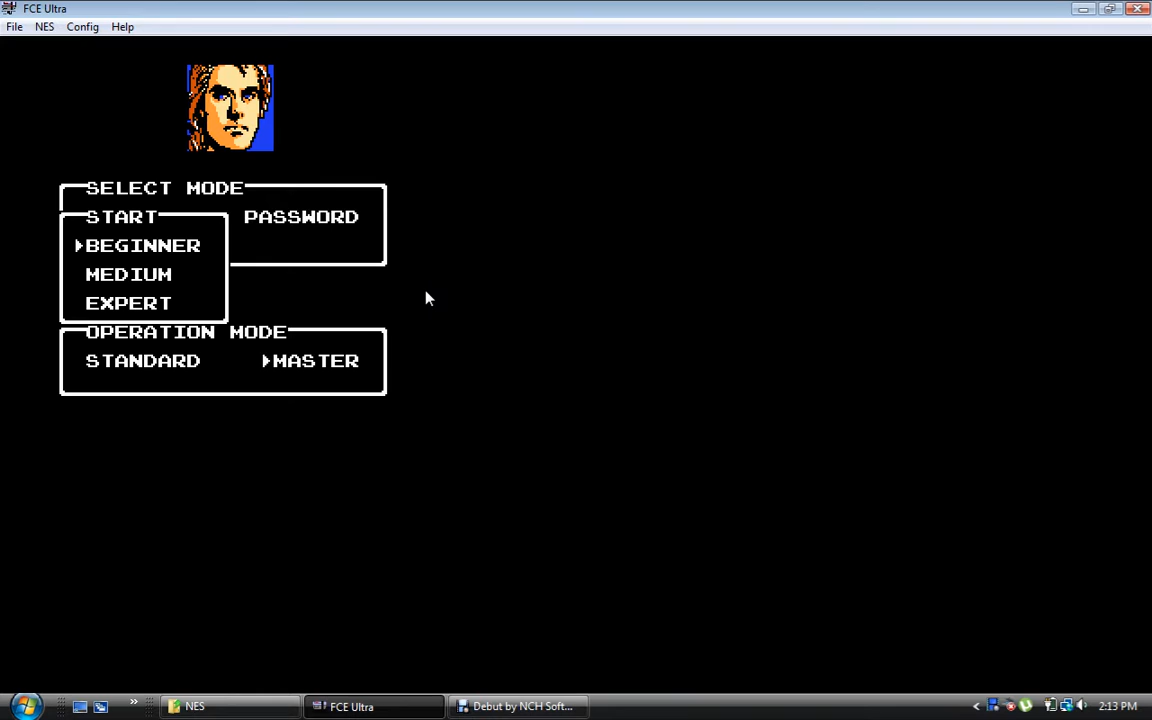 FCE Ultra
File NES Config Help
SELECT MODE
START PASSWORD
BEGINNER
MEDIUM
EXPERT
OPERATION MODE
STANDARD MASTER
» NES FCE Ultra Debut by NCH Soft... < 2:13 PM